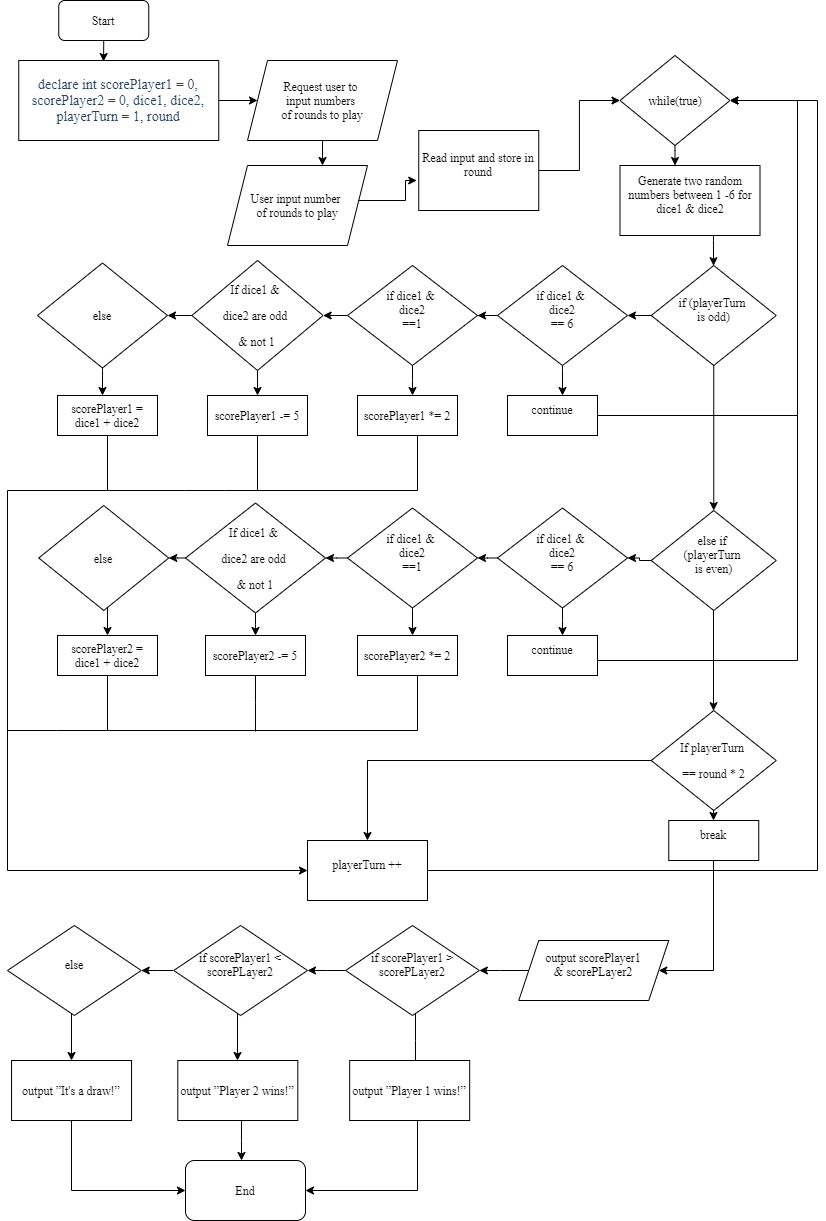 Start
declare int scorePlayer1 = 0,
scorePlayer2 = 0, dice1, dice2,
playerTurn = 1, round
Request user to
input numbers
of rounds to play
User input number
of rounds to play
Read input and store in
round
while(true)
Generate two random
numbers between 1 -6 for
dice1 & dice2
else
If dice1 &
dice2 are odd
& not 1
if dice1 &
dice2
==1
if dice1 &
dice2
== 6
if (playerTurn
is odd)
scorePlayer1 =
dice1 + dice2
scorePlayer1 -= 5
scorePlayer1 *= 2
continue
else
If dice1 &
dice2 are odd
& not 1
if dice1 &
dice2
==1
if dice1 &
dice2
== 6
else if
(playerTurn
is even)
scorePlayer2 =
dice1 + dice2
scorePlayer2 -= 5
scorePlayer2 *= 2
continue
If playerTurn
== round * 2
break
playerTurn ++
else
if scorePlayer1 <
scorePLayer2
if scorePlayer1 >
scorePLayer2
output scorePlayer1
& scorePLayer2
output ”It's a draw!”
output ”Player 2 wins!”
output ”Player 1 wins!”
End